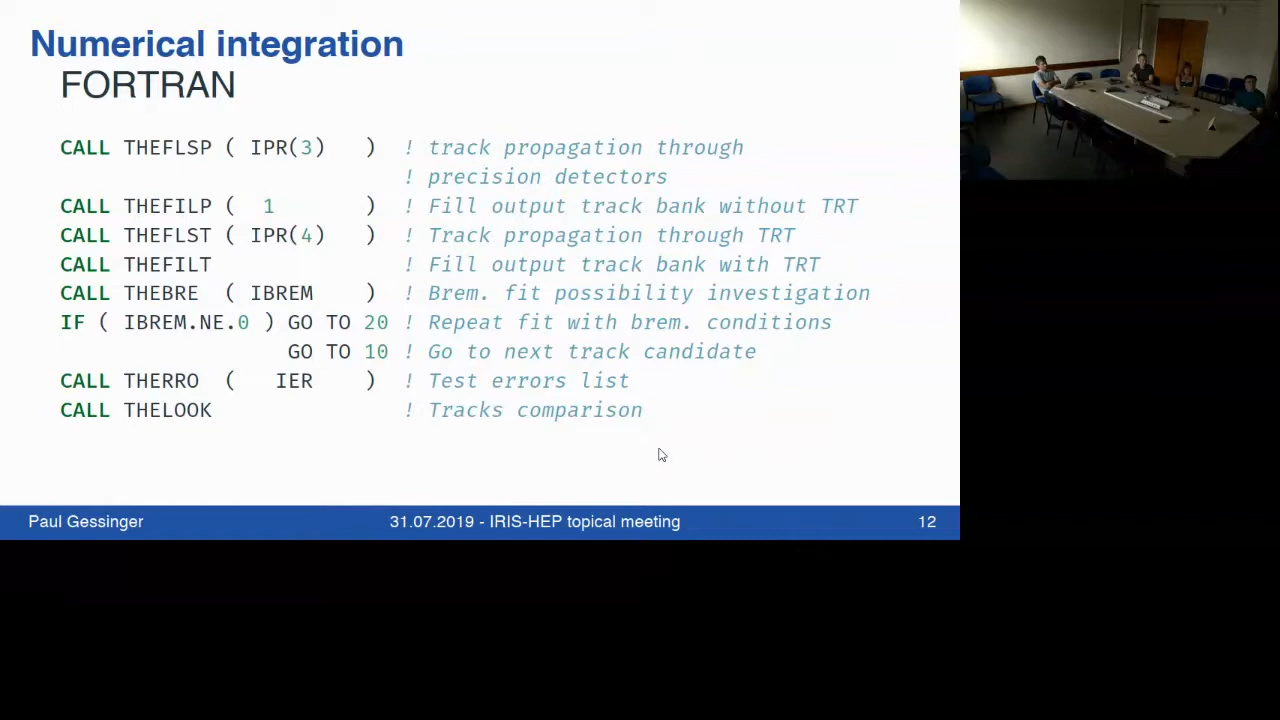 Numerical integration
FORTRAN
CALL THEFLSP ( IPR(3)   )  ! track propagation through
! precision detectors
CALL THEFILP (  1       )  ! Fill output track bank without TRT
CALL THEFLST ( IPR(4)   )  ! Track propagation through TRT
CALL THEFILT               ! Fill output track bank with TRT
CALL THEBRE  ( IBREM    )  ! Brem. fit possibility investigation
IF ( IBREM.NE.0 ) GO TO 20 ! Repeat fit with brem. conditions
GO TO 10 ! Go to next track candidate
CALL THERRO  (   IER    )  ! Test errors list
CALL THELOOK               ! Tracks comparison
Paul Gessinger 31.07.2019 - IRIS-HEP topical meeting 12